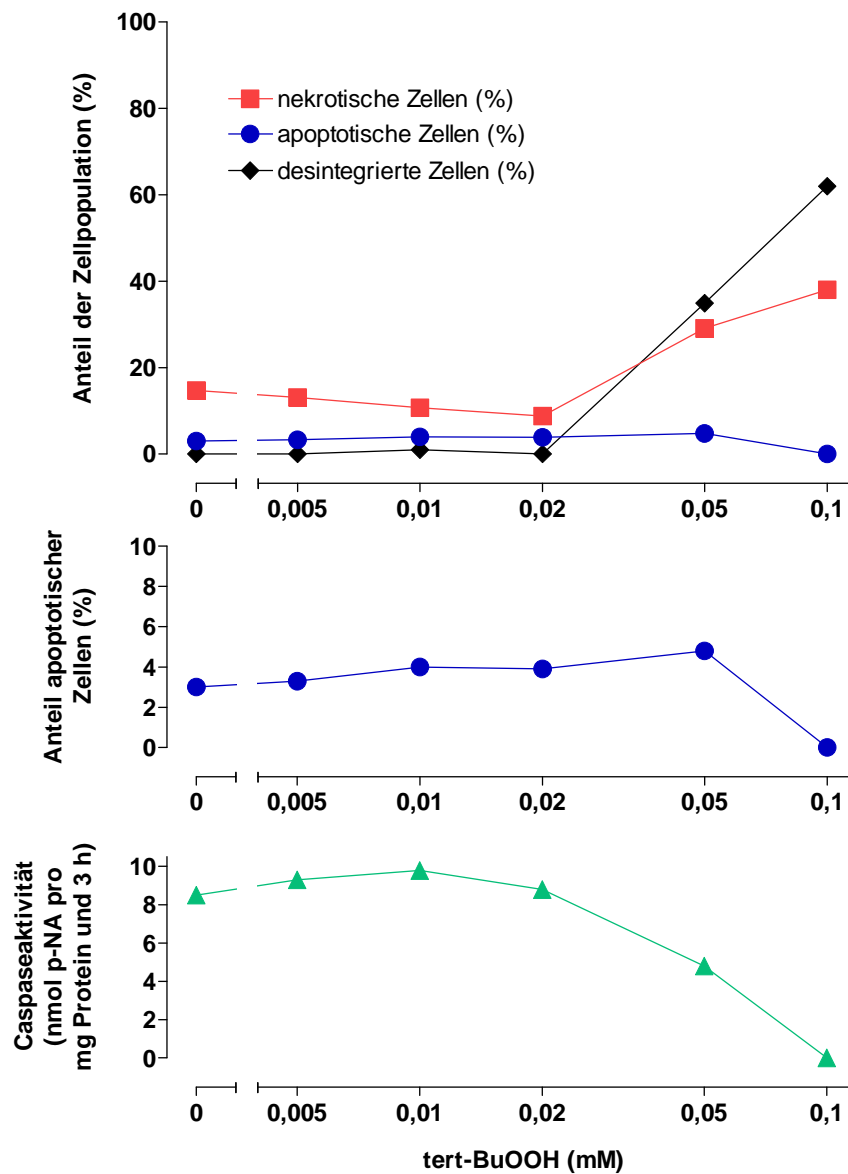 100
80
60
40
20
0
Anteil der Zellpopulation (%)
nekrotische Zellen (%)
apoptotische Zellen (%)
desintegrierte Zellen (%)
0 0,005 0,01 0,02 0,05 0,1
10
8
6
4
2
0
Anteil apoptotischer
Zellen (%)
0 0,005 0,01 0,02 0,05 0,1
10
8
6
4
2
0
Caspaseaktivität
(nmol p-NA pro
mg Protein und 3 h)
0 0,005 0,01 0,02 0,05 0,1
tert-BuOOH (mM)